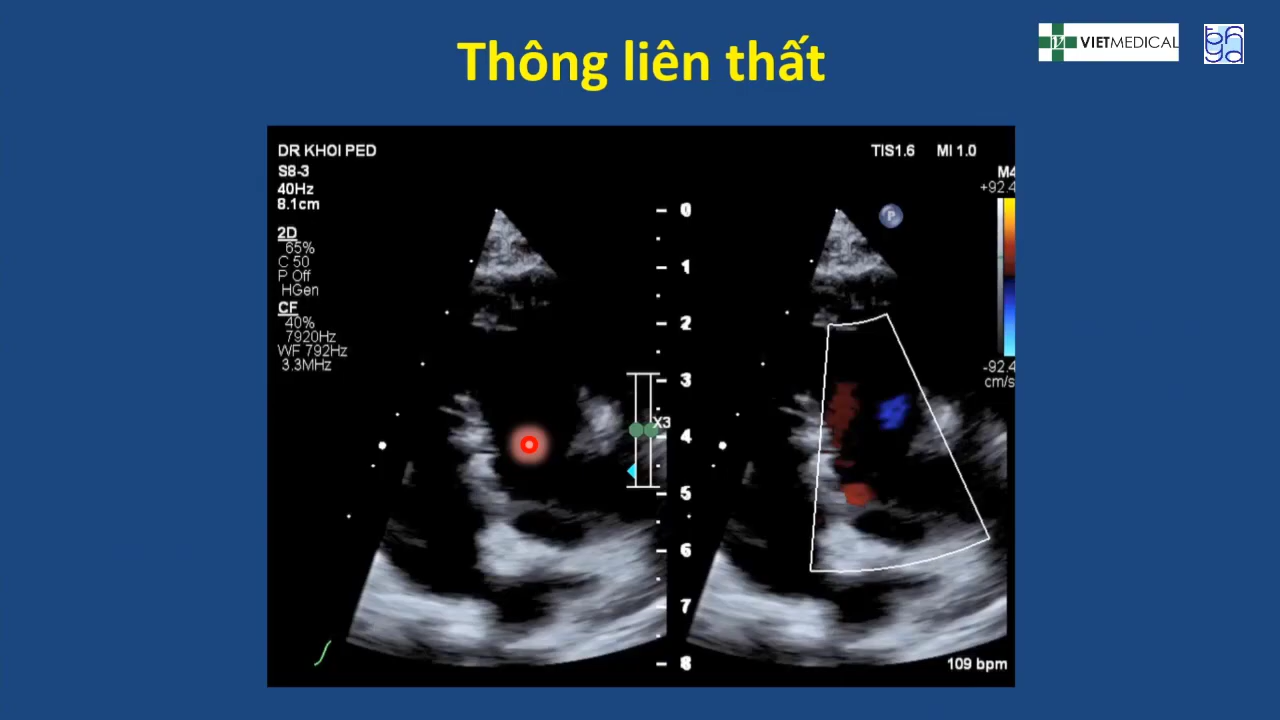 Thông liên thất
VIETMEDICAL
DR KHOI PED
TIS1.6 MI 1.0
S8-3
40Hz
8.1cm
2D
65%
C 50
P Off
HGen
CF
40%
7920Hz
WF 792Hz
3.3MHz
M4
+92.4
-92.4
cm/s
P
X3
0
1
2
3
4
5
6
7
8
109 bpm